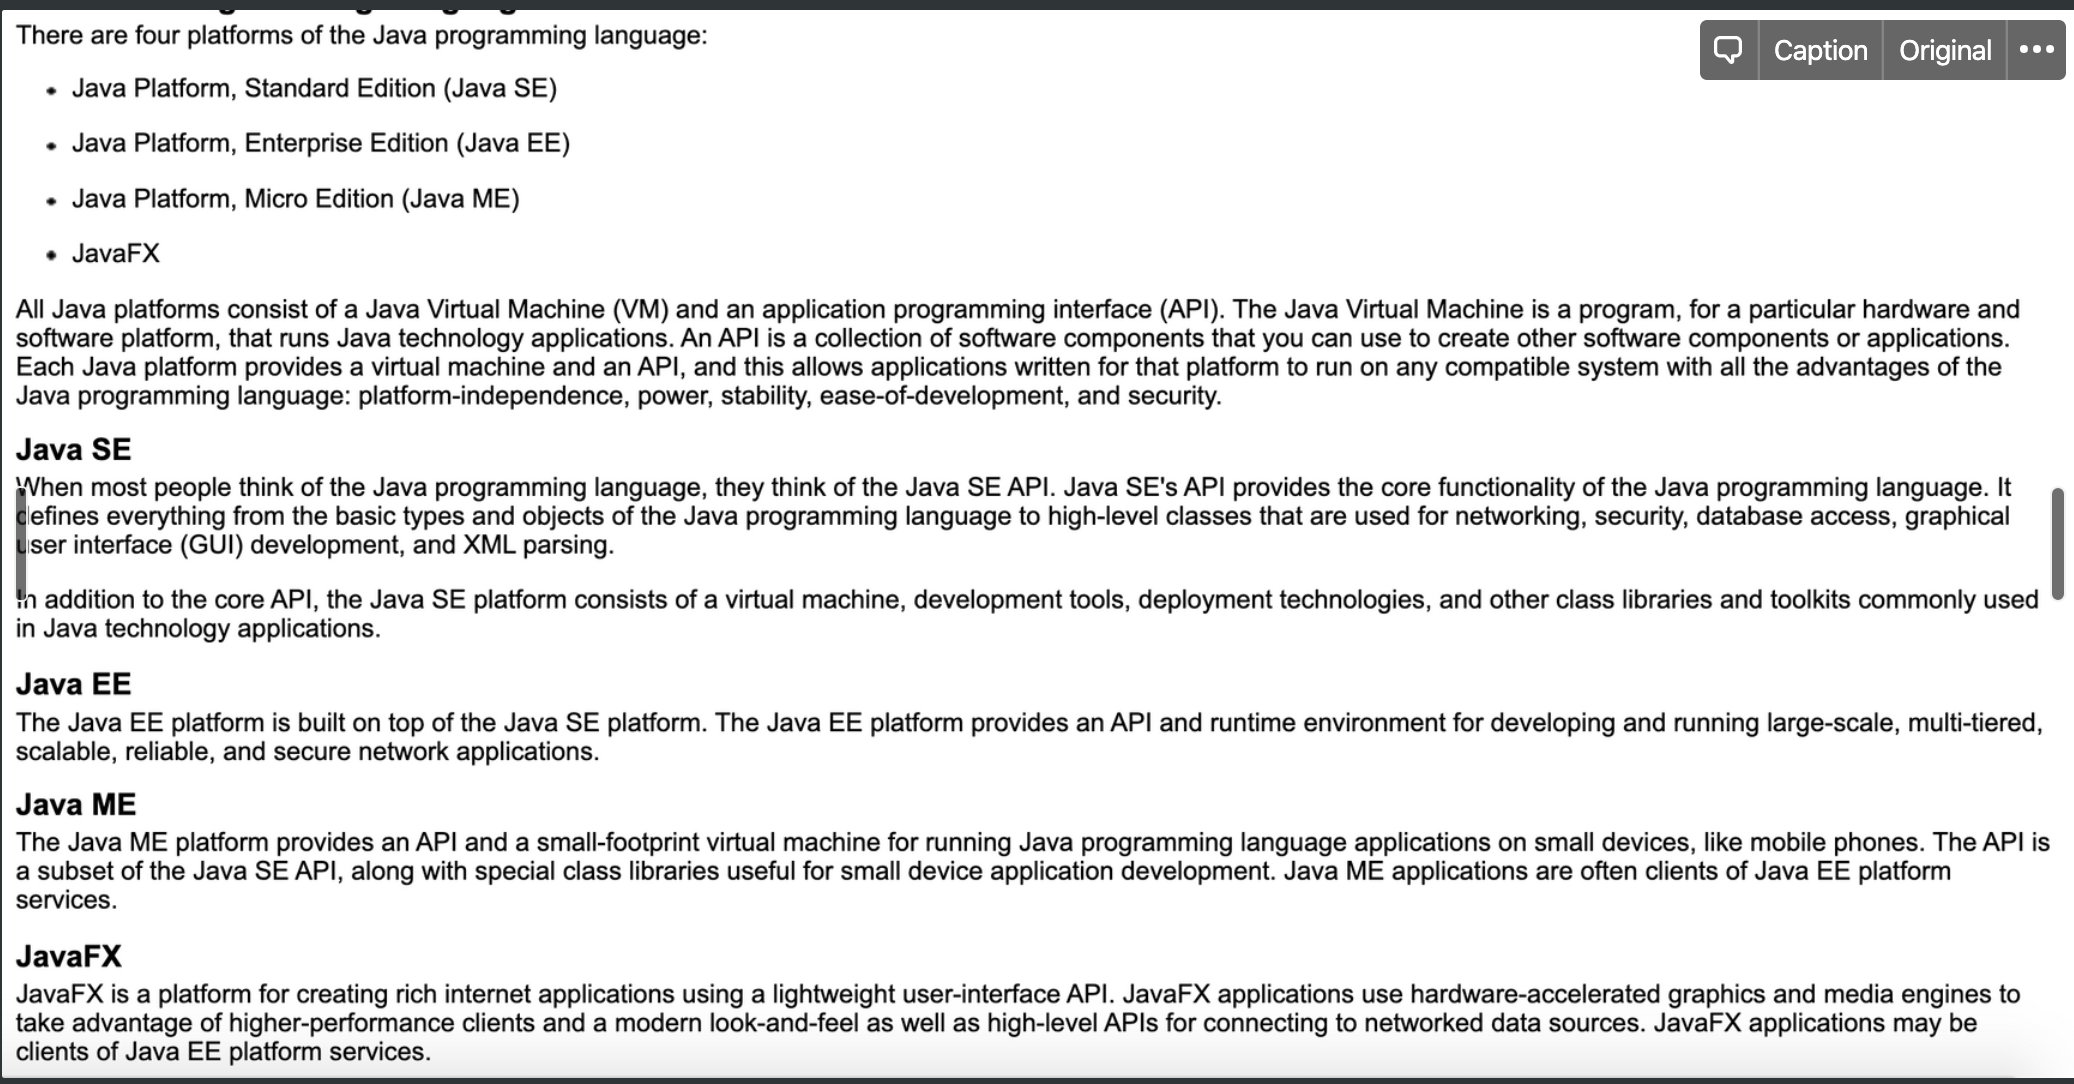 There are four platforms of the Java programming language:
Caption
Original
• Java Platform, Standard Edition (Java SE)
• Java Platform, Enterprise Edition (Java EE)
• Java Platform, Micro Edition (Java ME)
• JavaFX
All Java platforms consist of a Java Virtual Machine (VM) and an application programming interface (API). The Java Virtual Machine is a program, for a particular hardware and
software platform, that runs Java technology applications. An API is a collection of software components that you can use to create other software components or applications.
Each Java platform provides a virtual machine and an API, and this allows applications written for that platform to run on any compatible system with all the advantages of the
Java programming language: platform-independence, power, stability, ease-of-development, and security.
Java SE
When most people think of the Java programming language, they think of the Java SE API. Java SE's API provides the core functionality of the Java programming language. It
defines everything from the basic types and objects of the Java programming language to high-level classes that are used for networking, security, database access, graphical
user interface (GUI) development, and XML parsing.
In addition to the core API, the Java SE platform consists of a virtual machine, development tools, deployment technologies, and other class libraries and toolkits commonly used
in Java technology applications.
Java EE
The Java EE platform is built on top of the Java SE platform. The Java EE platform provides an API and runtime environment for developing and running large-scale, multi-tiered,
scalable, reliable, and secure network applications.
Java ME
The Java ME platform provides an API and a small-footprint virtual machine for running Java programming language applications on small devices, like mobile phones. The API is
a subset of the Java SE API, along with special class libraries useful for small device application development. Java ME applications are often clients of Java EE platform
services.
JavaFX
JavaFX is a platform for creating rich internet applications using a lightweight user-interface API. JavaFX applications use hardware-accelerated graphics and media engines to
take advantage of higher-performance clients and a modern look-and-feel as well as high-level APIs for connecting to networked data sources. JavaFX applications may be
clients of Java EE platform services.